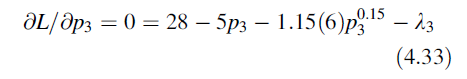 ∂L/∂p₃ = 0 = 28 − 5p₃ − 1.15(6)p₃^0.15 − λ₃
(4.33)